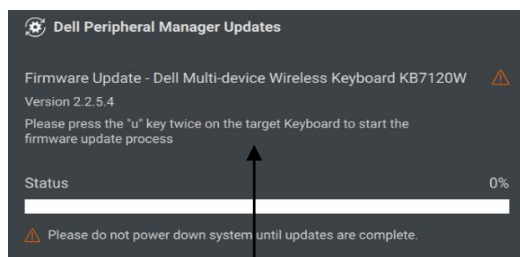 Dell Peripheral Manager Updates
Firmware Update - Dell Multi-device Wireless Keyboard KB7120W
Version 2.2.5.4
Please press the "u" key twice on the target Keyboard to start the
firmware update process
Status 0%
Please do not power down system until updates are complete.